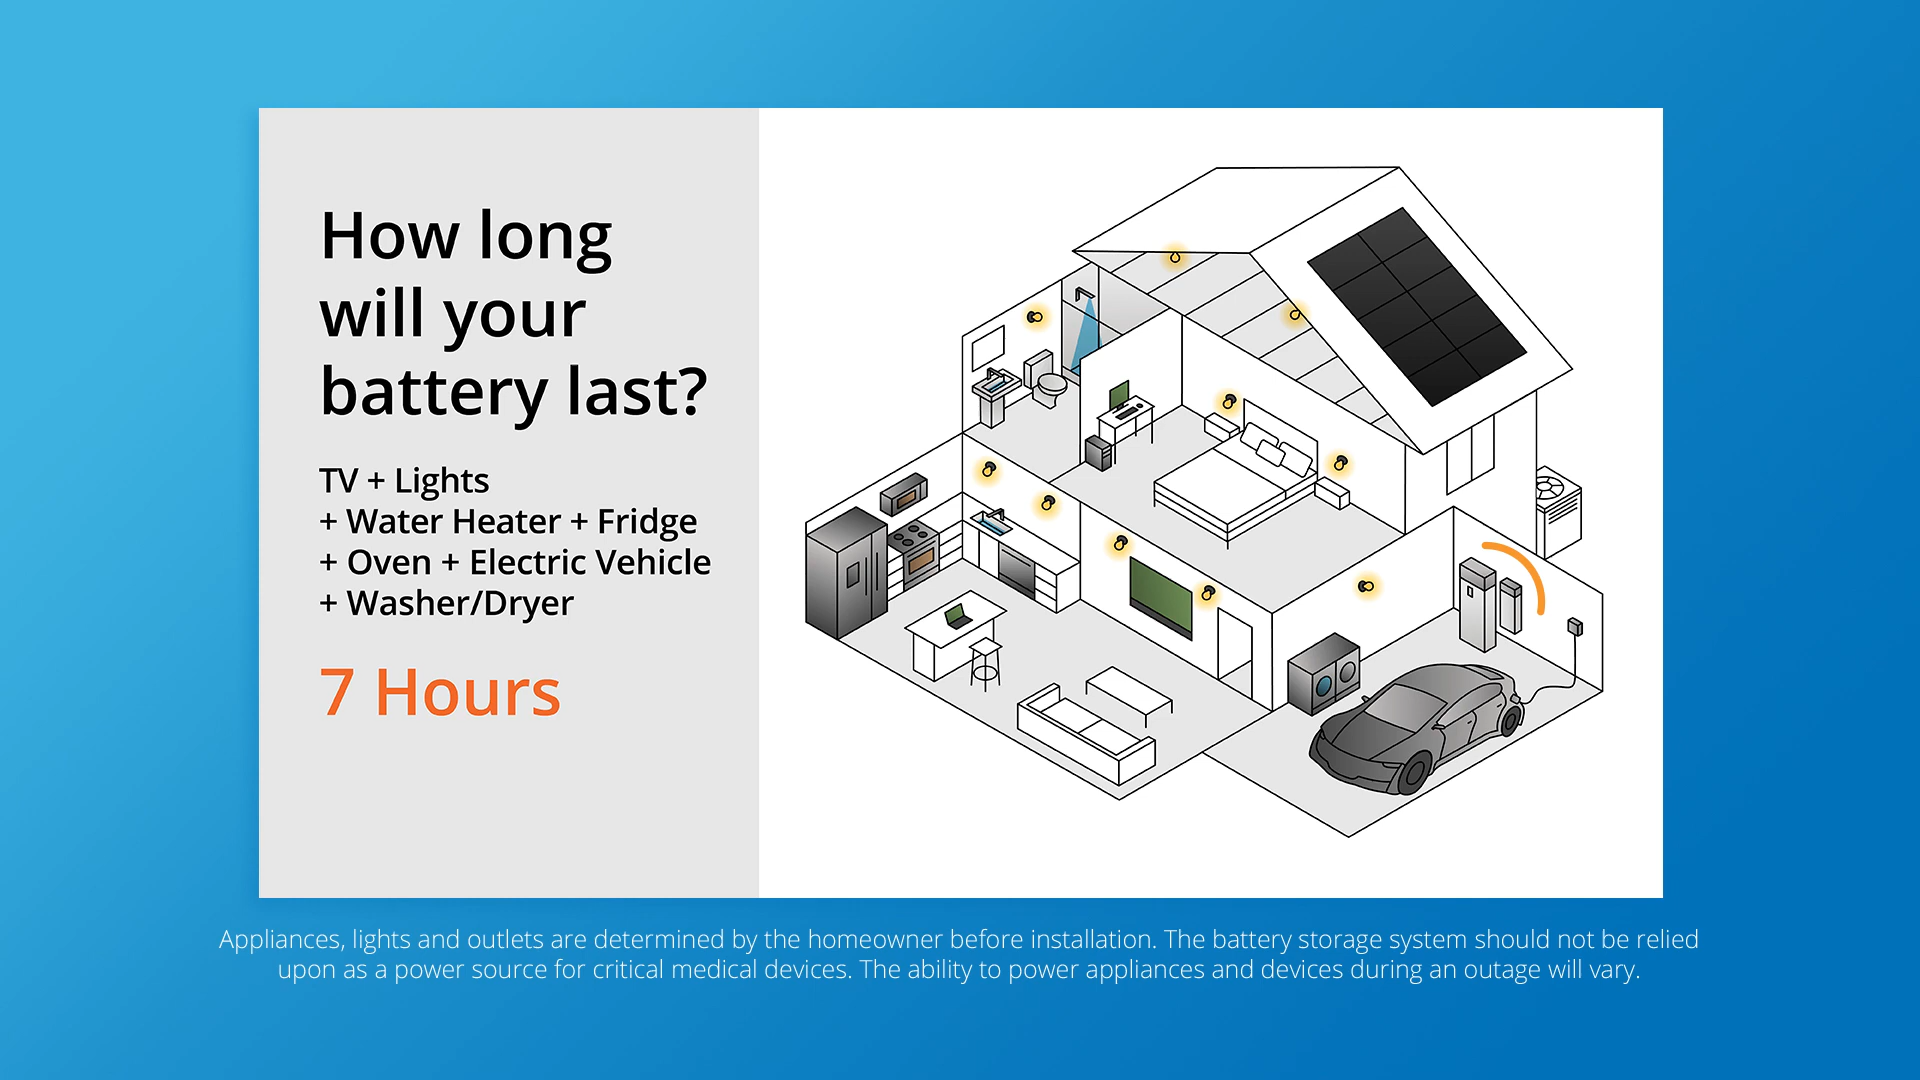 How long
will your
battery last?
TV + Lights
+ Water Heater + Fridge
+ Oven + Electric Vehicle
+ Washer/Dryer
7 Hours
Appliances, lights and outlets are determined by the homeowner before installation. The battery storage system should not be relied
upon as a power source for critical medical devices. The ability to power appliances and devices during an outage will vary.